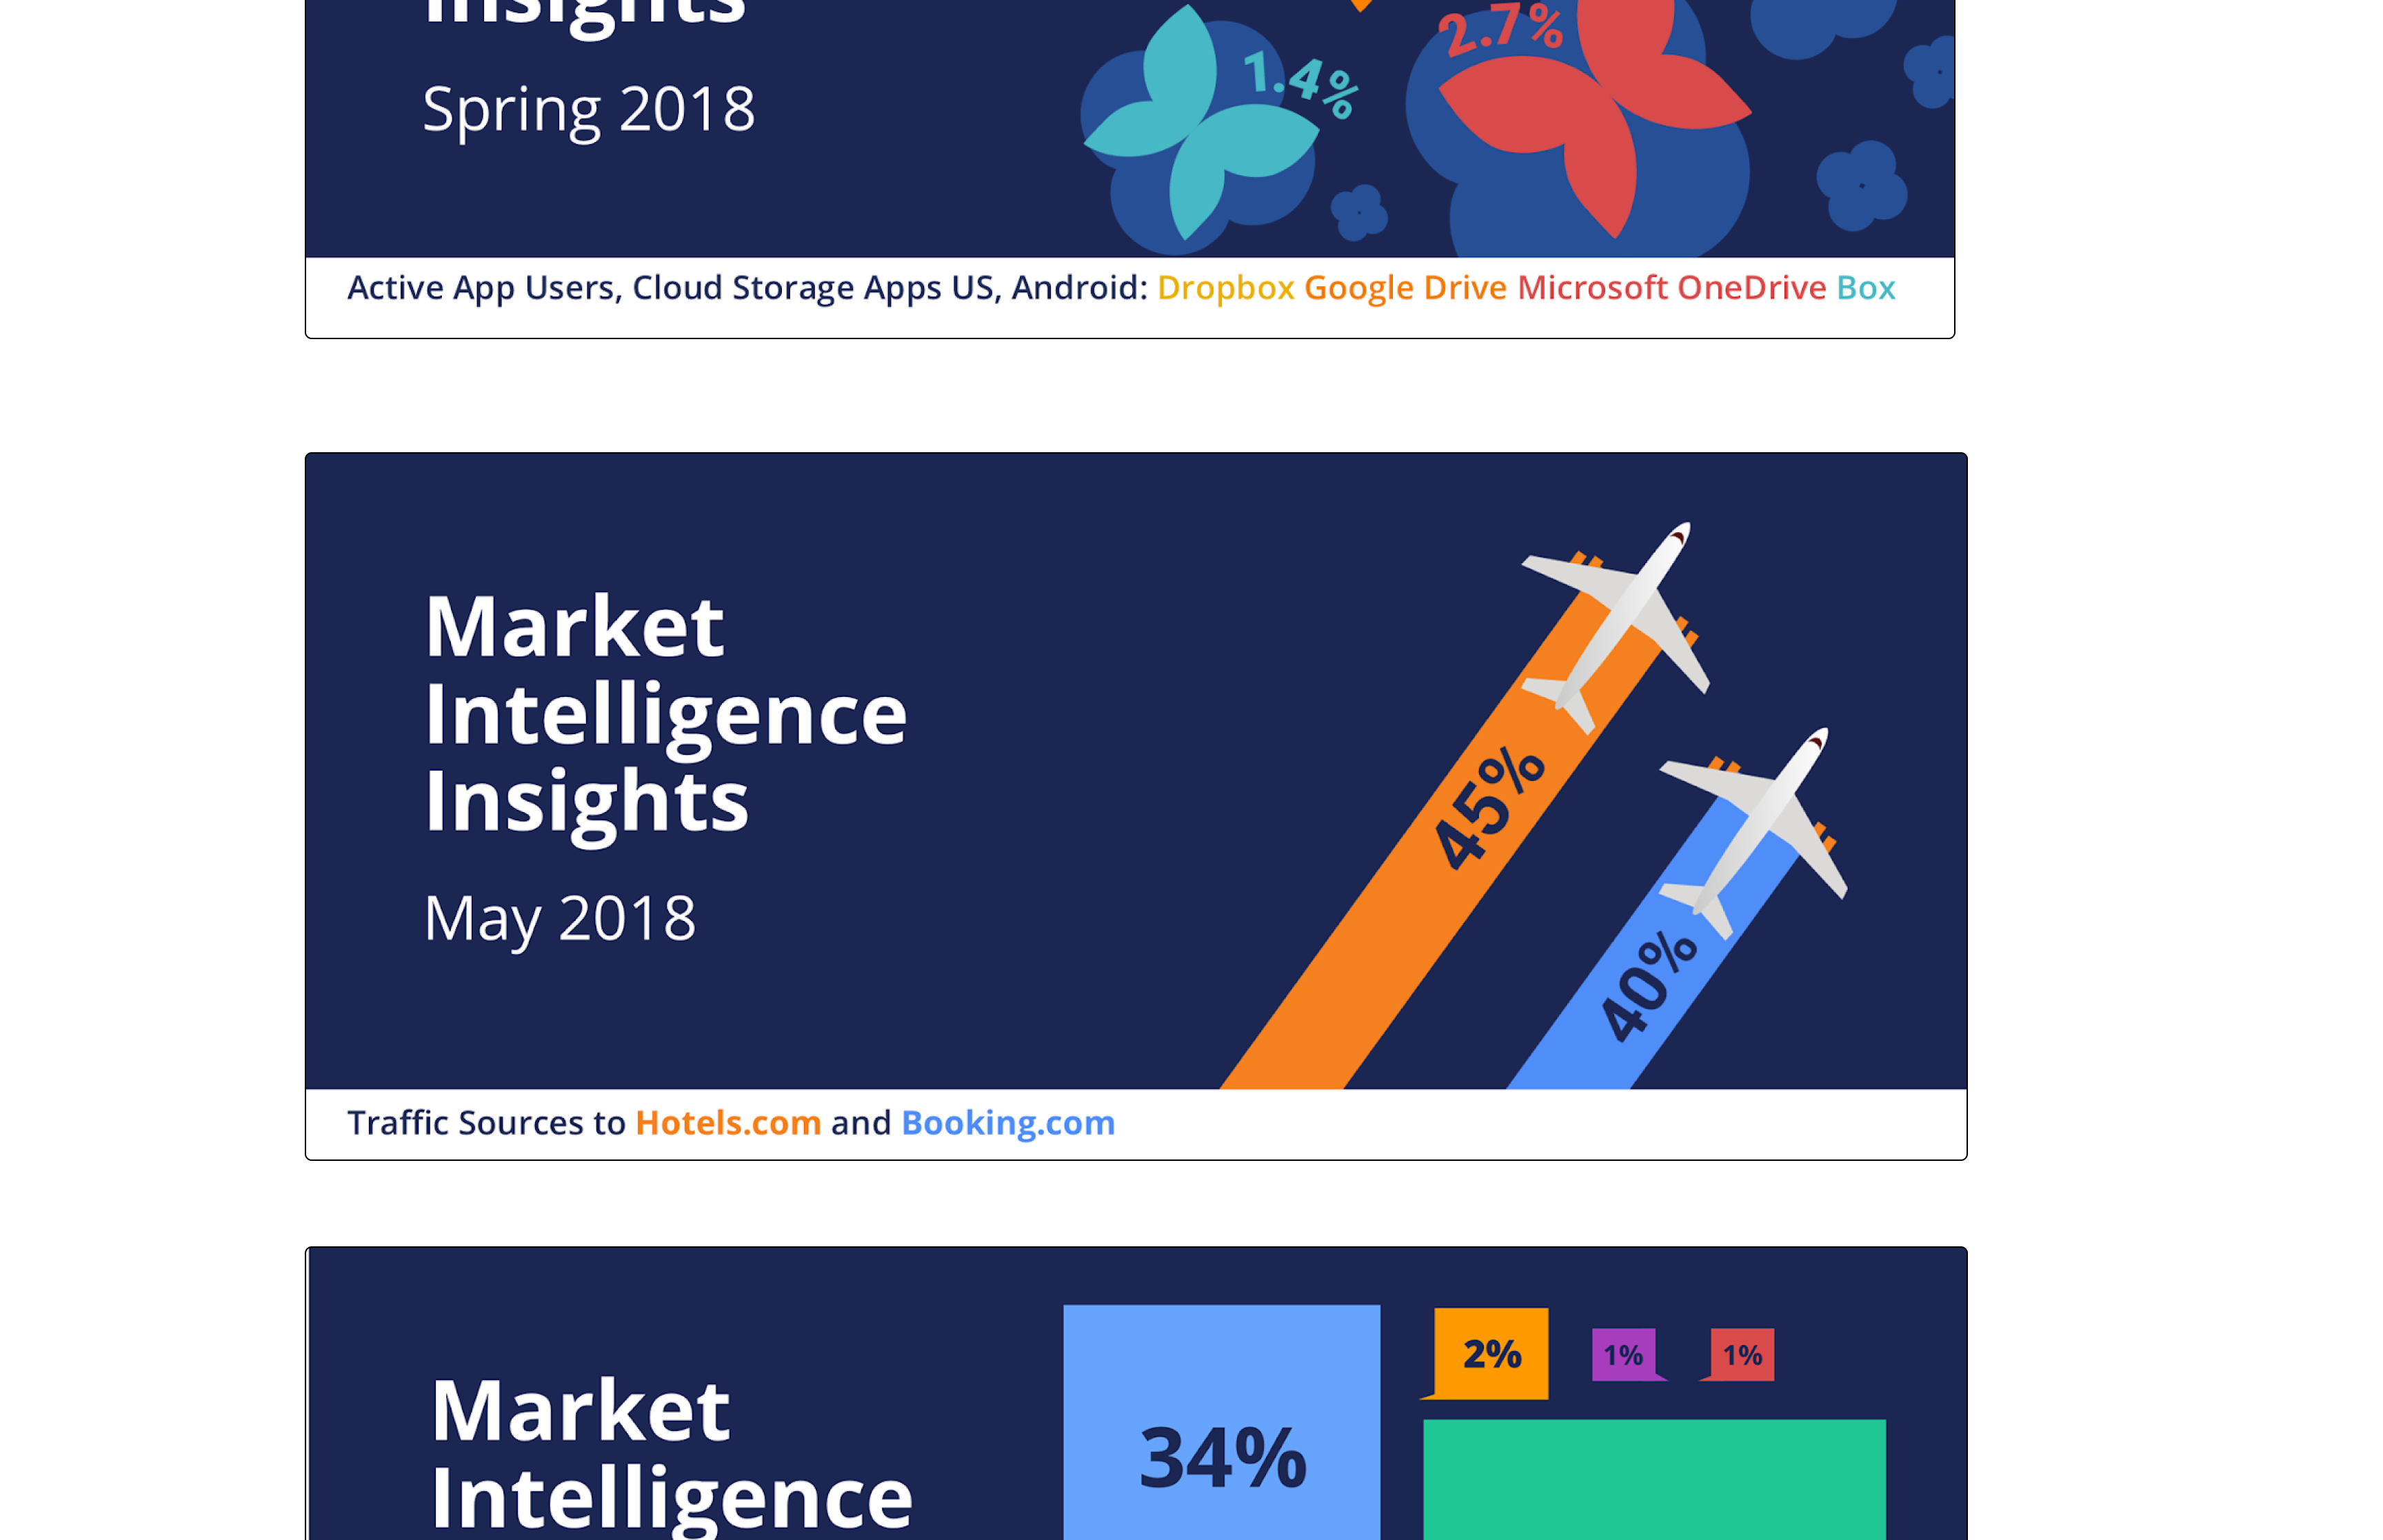 Insights
Spring 2018
1.4%
2.7%
Active App Users, Cloud Storage Apps US, Android: Dropbox Google Drive Microsoft OneDrive Box
Market
Intelligence
Insights
May 2018
45%
40%
Traffic Sources to Hotels.com and Booking.com
Market
Intelligence
34%
2%
1%
1%